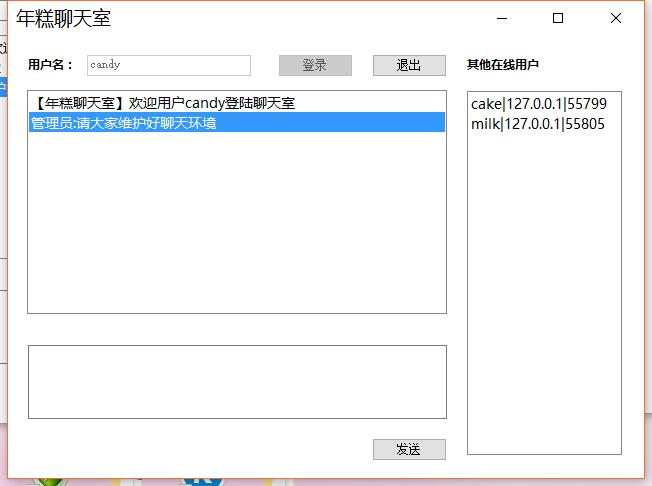 年糕聊天室
用户名：
candy
登录
退出
其他在线用户
【年糕聊天室】欢迎用户candy登陆聊天室
管理员:请大家维护好聊天环境
cake|127.0.0.1|55799
milk|127.0.0.1|55805
发送